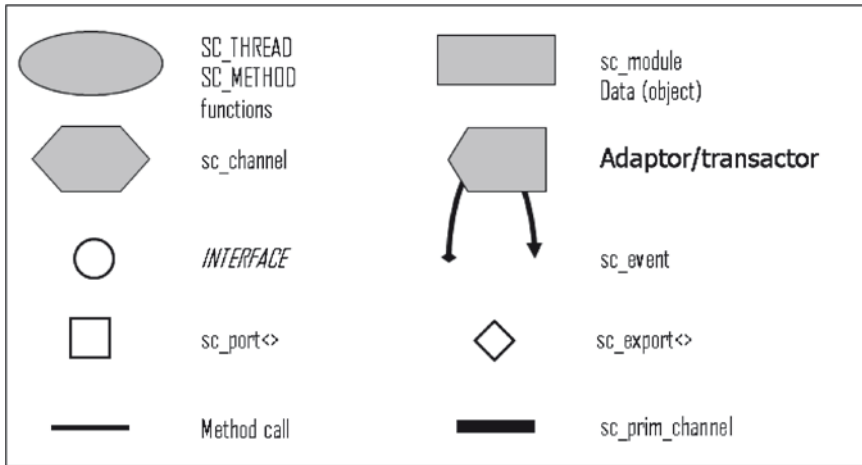 SC_THREAD
SC_METHOD
functions
sc_module
Data (object)
sc_channel
Adaptor/transactor
INTERFACE
sc_event
sc_port<>
sc_export<>
Method call
sc_prim_channel